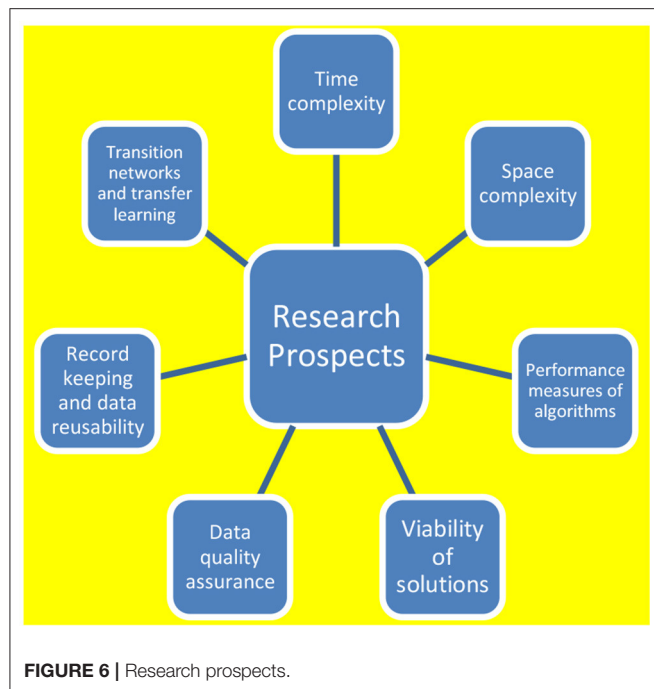 Time
complexity
Transition
networks
and transfer
learning
Space
complexity
Research
Prospects
Record
keeping
and data
reusability
Performance
measures of
algorithms
Data
quality
assurance
Viability
of
solutions
FIGURE 6 | Research prospects.